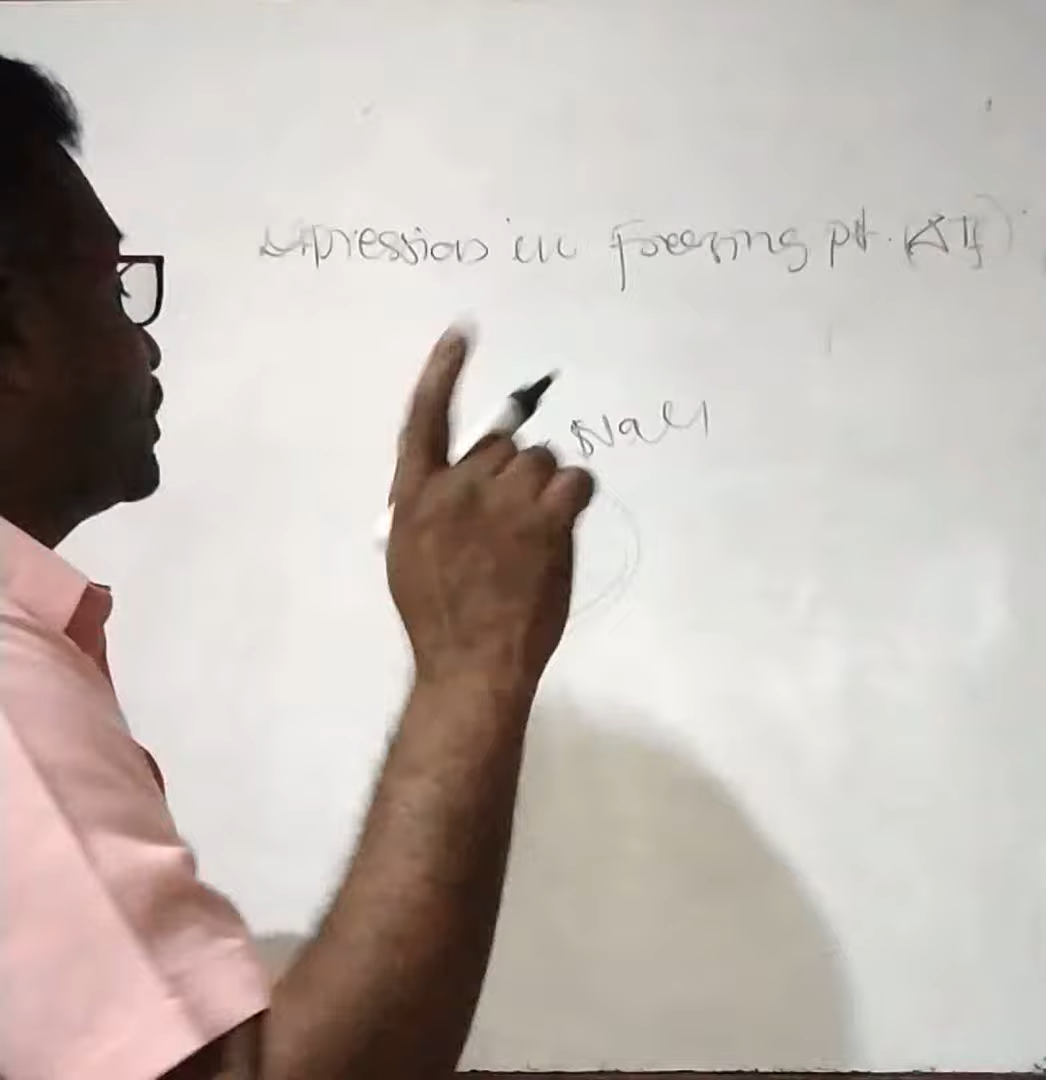 Depression in freezing pt. (ΔTf)
NaCl